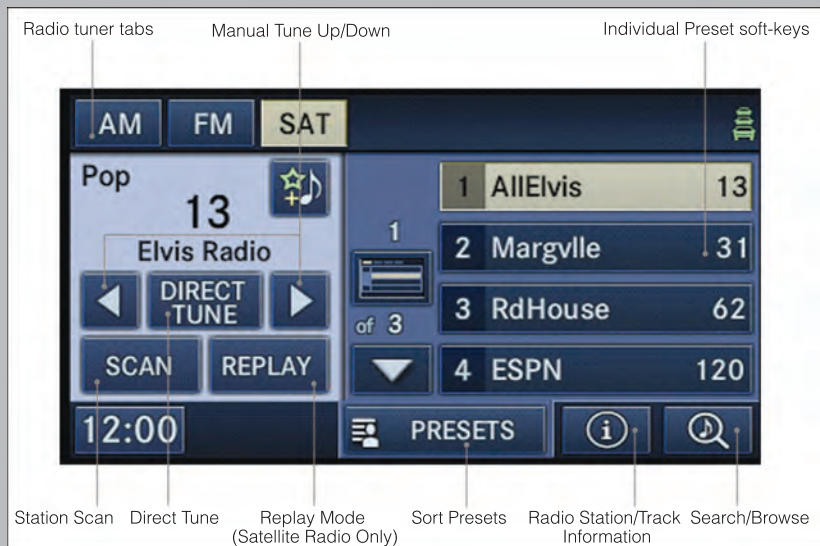 Radio tuner tabs
Manual Tune Up/Down
Individual Preset soft-keys
AM FM SAT
Pop
13
Elvis Radio
DIRECT
TUNE
SCAN REPLAY
12:00
1
of 3
1 AllElvis 13
2 Margvlle 31
3 RdHouse 62
4 ESPN 120
PRESETS
i
Station Scan
Direct Tune
Replay Mode
(Satellite Radio Only)
Sort Presets
Radio Station/Track
Information
Search/Browse